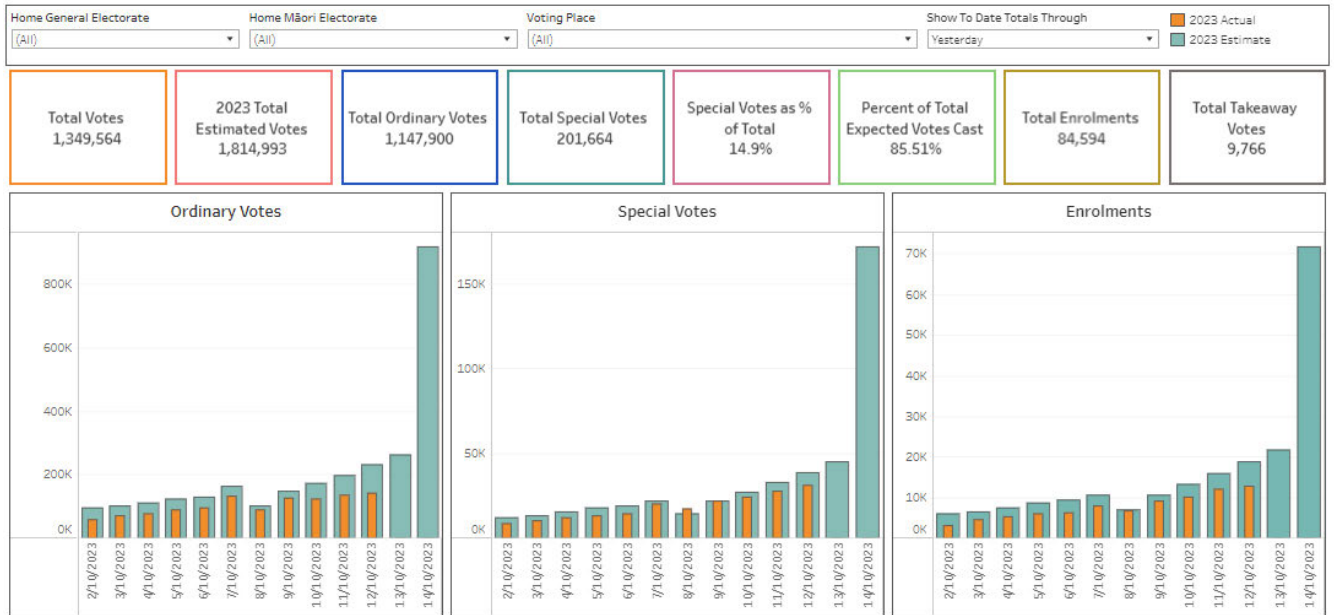 Home General Electorate
Home Māori Electorate
Voting Place
Show To Date Totals Through
2023 Actual
(All)
(All)
(All)
Yesterday
2023 Estimate
Total Votes
1,349,564
2023 Total
Estimated Votes
1,814,993
Total Ordinary Votes
1,147,900
Total Special Votes
201,664
Special Votes as %
of Total
14.9%
Percent of Total
Expected Votes Cast
85.51%
Total Enrolments
84,594
Total Takeaway
Votes
9,766
Ordinary Votes
800K
600K
400K
200K
0K
2/10/2023
3/10/2023
4/10/2023
5/10/2023
6/10/2023
7/10/2023
8/10/2023
9/10/2023
10/10/2023
11/10/2023
12/10/2023
13/10/2023
14/10/2023
Special Votes
150K
100K
50K
0K
2/10/2023
3/10/2023
4/10/2023
5/10/2023
6/10/2023
7/10/2023
8/10/2023
9/10/2023
10/10/2023
11/10/2023
12/10/2023
13/10/2023
14/10/2023
Enrolments
70K
60K
50K
40K
30K
20K
10K
0K
2/10/2023
3/10/2023
4/10/2023
5/10/2023
6/10/2023
7/10/2023
8/10/2023
9/10/2023
10/10/2023
11/10/2023
12/10/2023
13/10/2023
14/10/2023